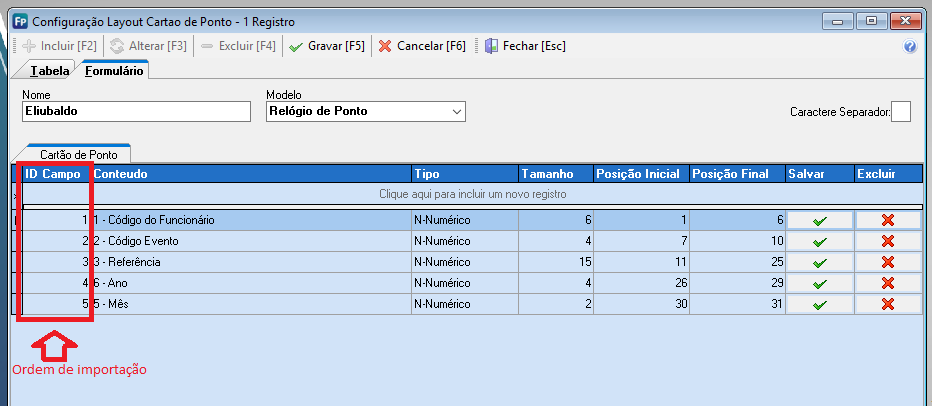 Fp Configuração Layout Cartao de Ponto - 1 Registro
Incluir [F2] Alterar [F3] Excluir [F4] Gravar [F5] Cancelar [F6] Fechar [Esc] ?
Tabela Formulário
Nome Modelo
Eliubaldo Relógio de Ponto Caractere Separador:
Cartão de Ponto
ID Campo Conteudo Tipo Tamanho Posição Inicial Posição Final Salvar Excluir
Clique aqui para incluir um novo registro
1 1 - Código do Funcionário N-Numérico 6 1 6
2 2 - Código Evento N-Numérico 4 7 10
3 3 - Referência N-Numérico 15 11 25
4 6 - Ano N-Numérico 4 26 29
5 5 - Mês N-Numérico 2 30 31
Ordem de importação